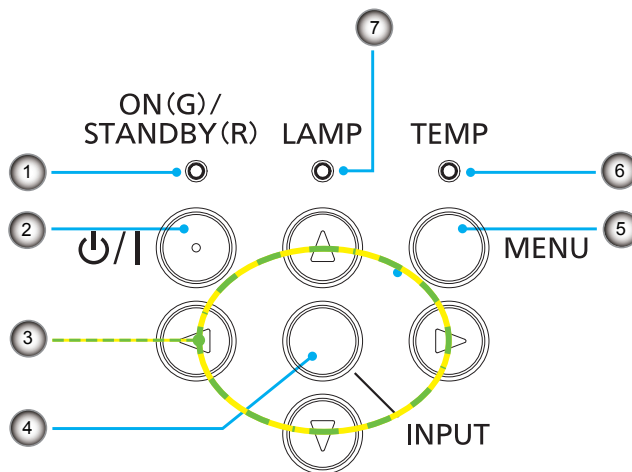 7
ON(G)/
STANDBY(R) LAMP TEMP
1 6
2 5
⏻/I MENU
3
4
INPUT